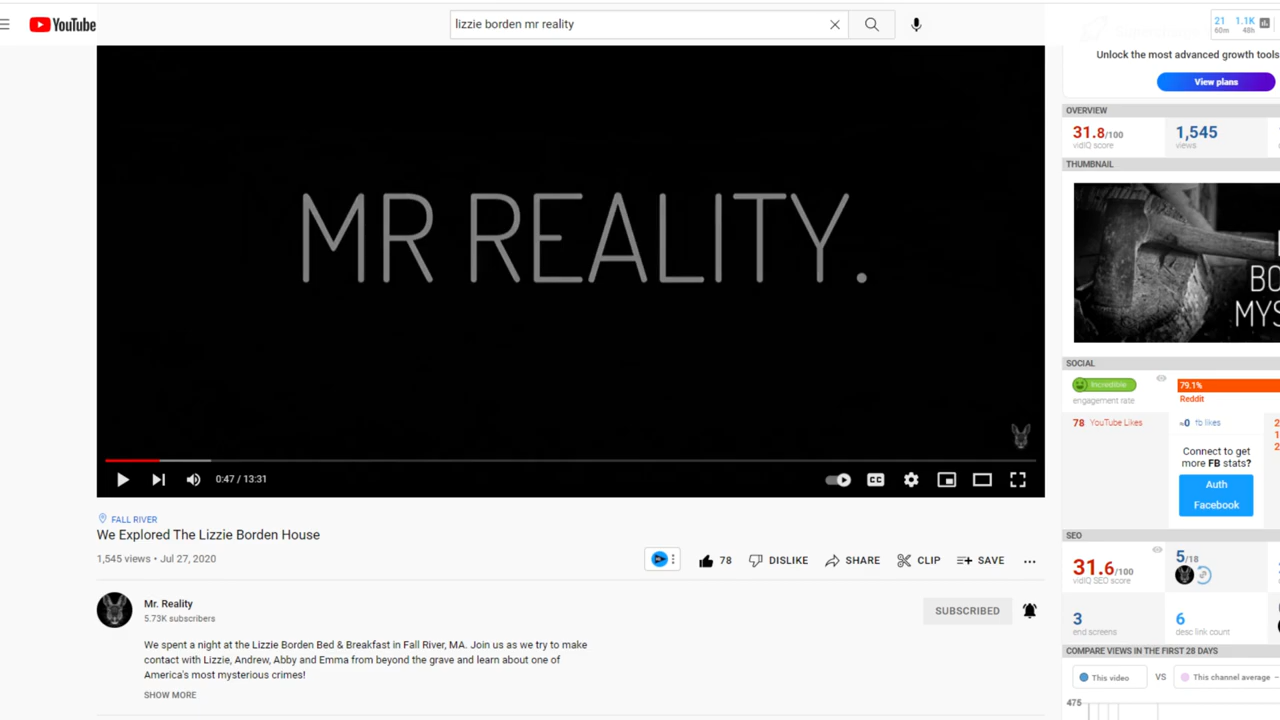 YouTube
lizzie borden mr reality
21 1.1K
60m 48h
Unlock the most advanced growth tools
View plans
MR REALITY.
0:47 / 13:31
CC
FALL RIVER
We Explored The Lizzie Borden House
1,545 views • Jul 27, 2020
78 DISLIKE SHARE CLIP SAVE
Mr. Reality
5.73K subscribers
SUBSCRIBED
We spent a night at the Lizzie Borden Bed & Breakfast in Fall River, MA. Join us as we try to make
contact with Lizzie, Andrew, Abby and Emma from beyond the grave and learn about one of
America's most mysterious crimes!
SHOW MORE
OVERVIEW
31.8/100
vidIQ score
1,545
views
THUMBNAIL
BO
MYS
SOCIAL
Incredible
engagement rate
79.1%
Reddit
78 YouTube Likes
0 fb likes
Connect to get
more FB stats?
Auth
Facebook
SEO
31.6/100
vidIQ SEO score
5/18
3
end screens
6
desc link count
COMPARE VIEWS IN THE FIRST 28 DAYS
This video VS This channel average
475